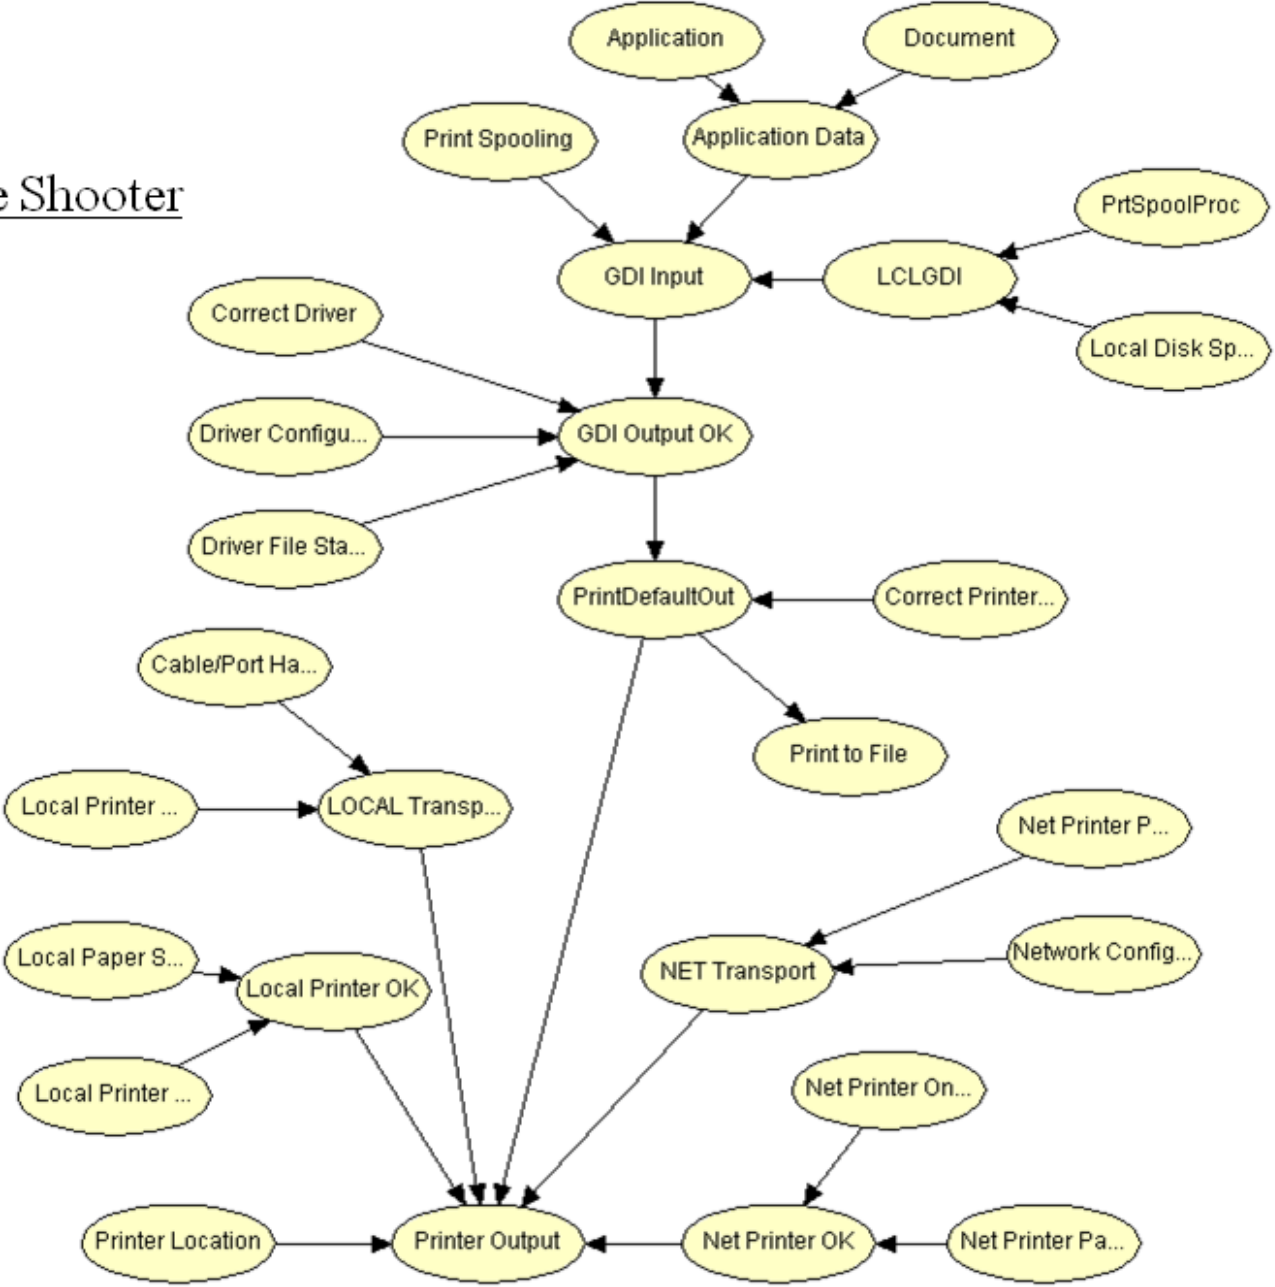 Application
Document
Print Spooling
Application Data
e Shooter
PrtSpoolProc
GDI Input
LCLGDI
Correct Driver
Local Disk Sp...
Driver Configu...
GDI Output OK
Driver File Sta...
PrintDefaultOut
Correct Printer...
Cable/Port Ha...
Print to File
Local Printer ...
LOCAL Transp...
Net Printer P...
Local Paper S...
Network Config...
NET Transport
Local Printer OK
Local Printer ...
Net Printer On...
Printer Location
Printer Output
Net Printer OK
Net Printer Pa...